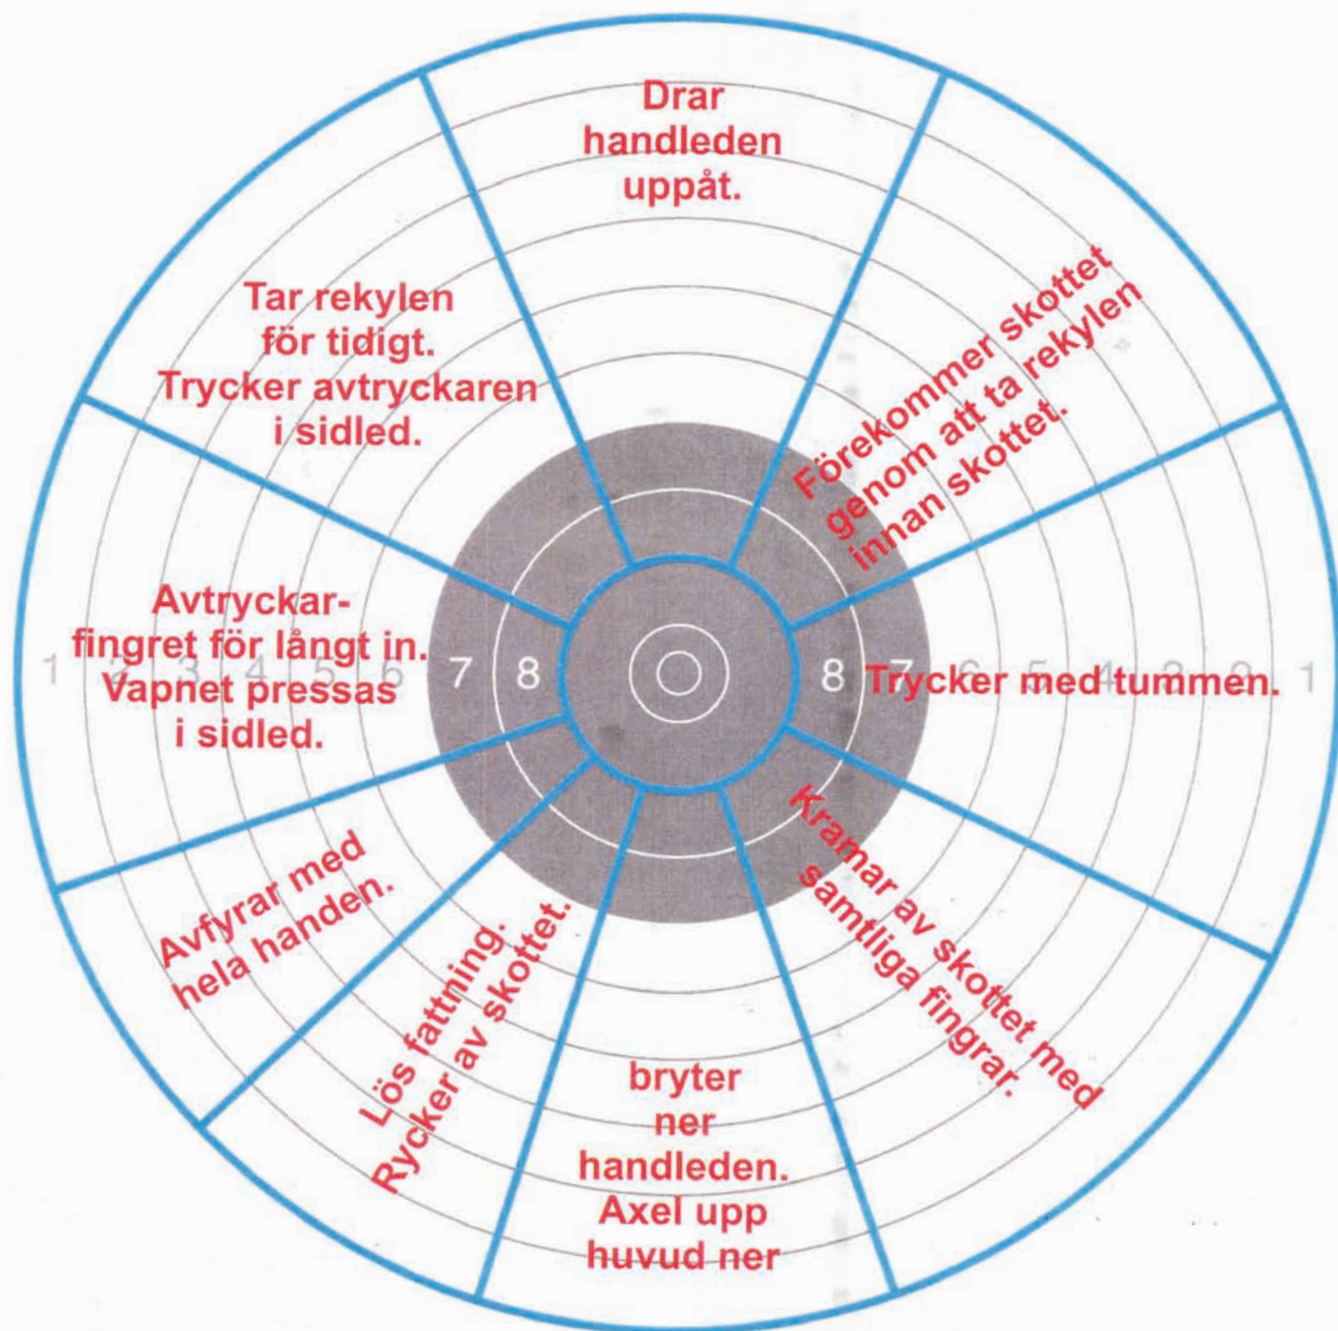 Drar
handleden
uppåt.
Tar rekylen
för tidigt.
Trycker avtryckaren
i sidled.
Förekommer skottet
genom att ta rekylen
innan skottet.
Avtryckar-
fingret för långt in.
Vapnet pressas
i sidled.
1 2 3 4 5 6 7 8
8 7 6 5 4 3 2 1
Trycker med tummen.
Avfyrar med
hela handen.
Lös fattning.
Rycker av skottet.
bryter
ner
handleden.
Axel upp
huvud ner
Kramar av skottet med
samtliga fingrar.